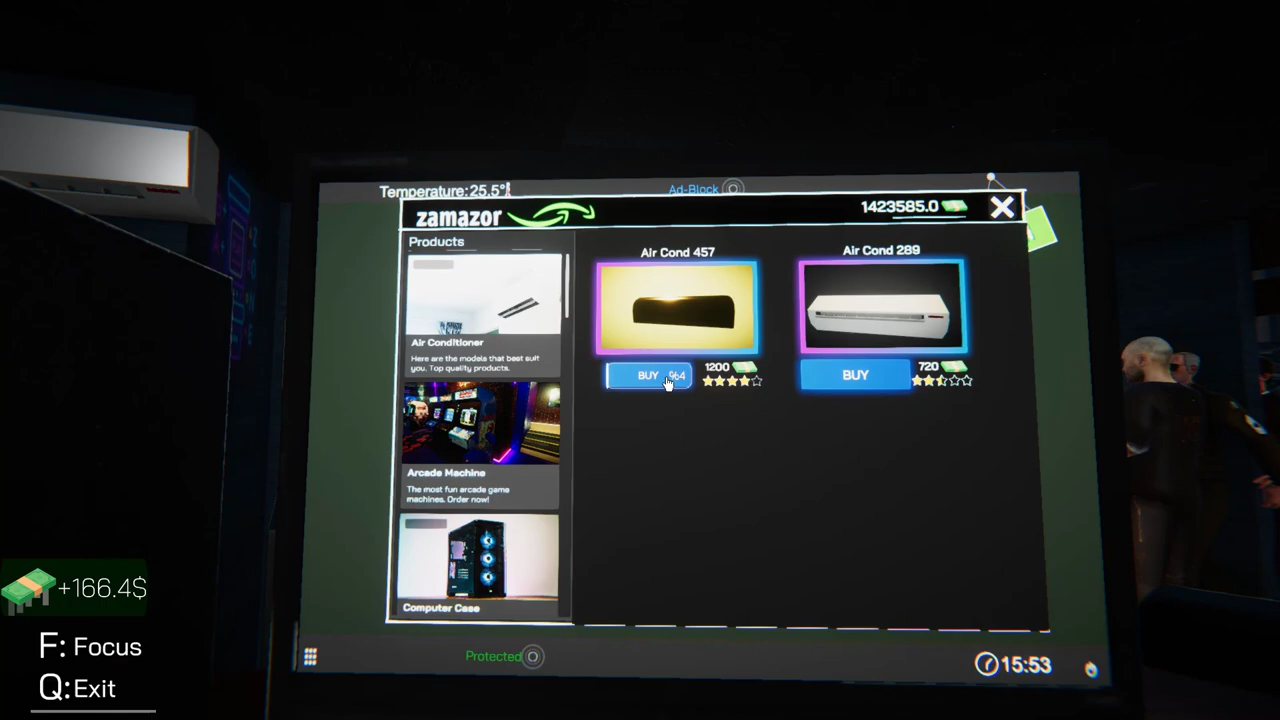 Temperature:25.5°
Ad-Block
zamazor
1423585.0
Products
Air Conditioner
Here are the models that best suit
you. Top quality products.
Arcade Machine
The most fun arcade game
machines. Order now!
Computer Case
Air Cond 457
BUY %4
1200
Air Cond 289
BUY
720
+166.4$
F: Focus
Q:Exit
Protected
15:53